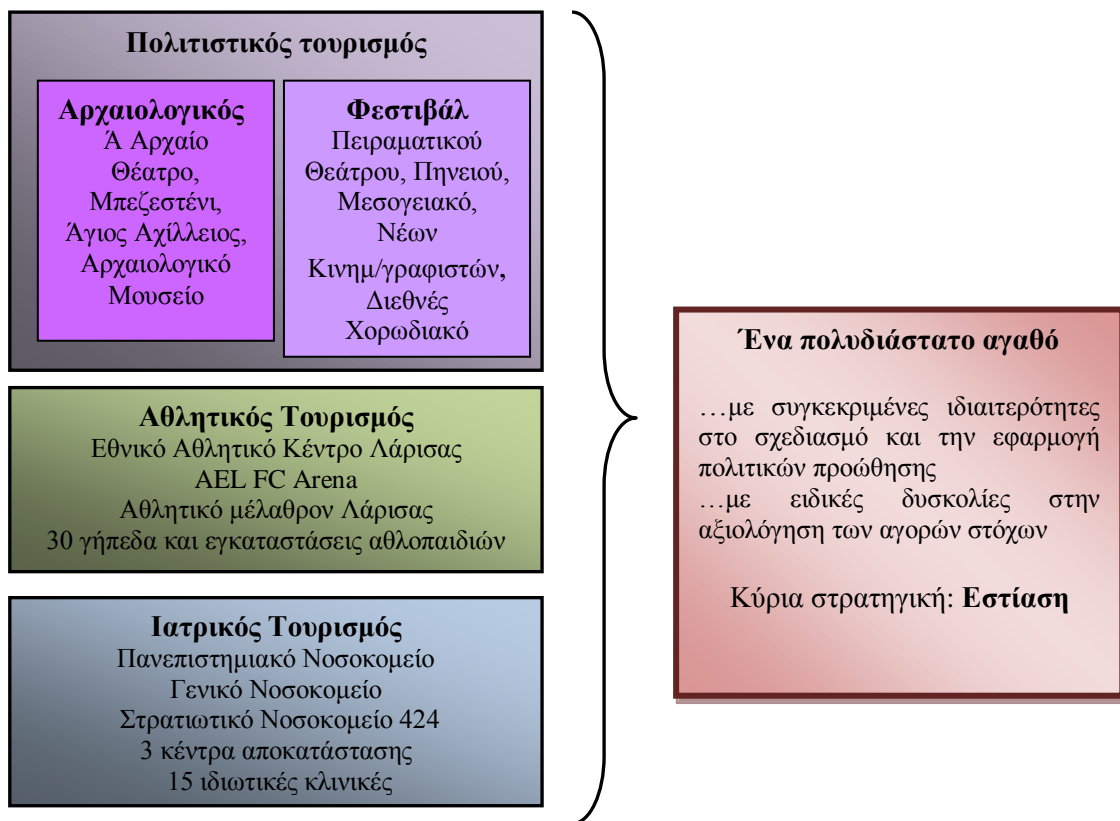 Πολιτιστικός τουρισμός
Αρχαιολογικός
Ά Αρχαίο
Θέατρο,
Μπεζεστένι,
Άγιος Αχίλλειος,
Αρχαιολογικό
Μουσείο
Φεστιβάλ
Πειραματικού
Θεάτρου, Πηνειού,
Μεσογειακό,
Νέων
Κινημ/γραφιστών,
Διεθνές
Χορωδιακό
Αθλητικός Τουρισμός
Εθνικό Αθλητικό Κέντρο Λάρισας
AEL FC Arena
Αθλητικό μέλαθρον Λάρισας
30 γήπεδα και εγκαταστάσεις αθλοπαιδιών
Ιατρικός Τουρισμός
Πανεπιστημιακό Νοσοκομείο
Γενικό Νοσοκομείο
Στρατιωτικό Νοσοκομείο 424
3 κέντρα αποκατάστασης
15 ιδιωτικές κλινικές
Ένα πολυδιάστατο αγαθό
…με συγκεκριμένες ιδιαιτερότητες
στο σχεδιασμό και την εφαρμογή
πολιτικών προώθησης
…με ειδικές δυσκολίες στην
αξιολόγηση των αγορών στόχων
Κύρια στρατηγική: Εστίαση